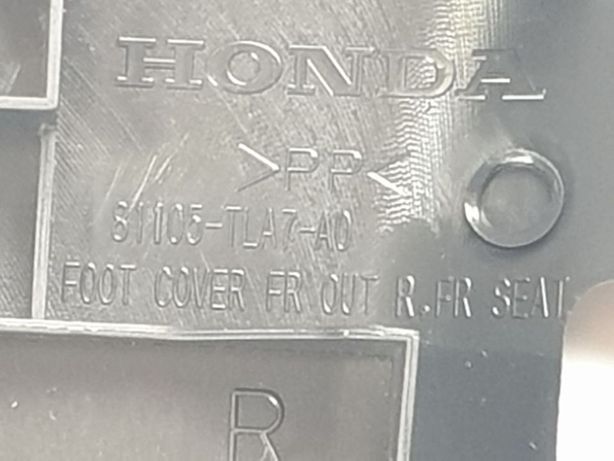 HONDA
>PP<
81105-TLA7-A0
FOOT COVER FR OUT R.FR SEAT
R